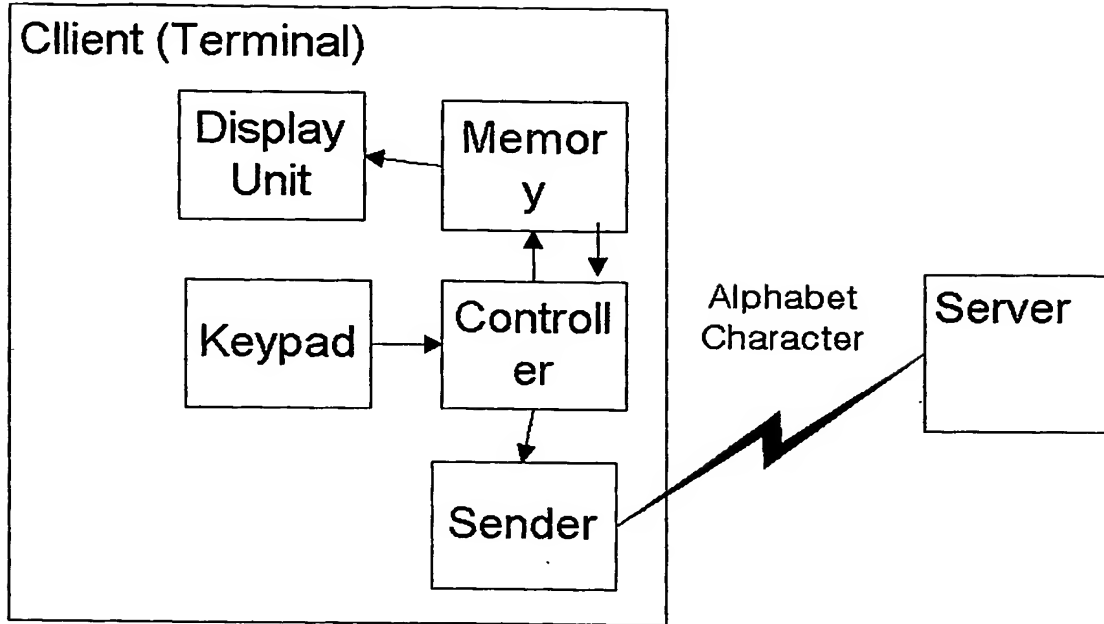 Cllient (Terminal)
Display
Unit
Memor
y
Keypad
Controll
er
Alphabet
Character
Server
Sender